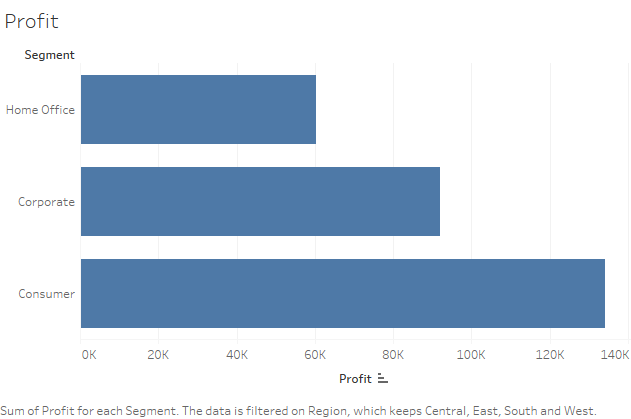 Profit
Segment
Home Office
Corporate
Consumer
0K 20K 40K 60K 80K 100K 120K 140K
Profit
Sum of Profit for each Segment. The data is filtered on Region, which keeps Central, East, South and West.